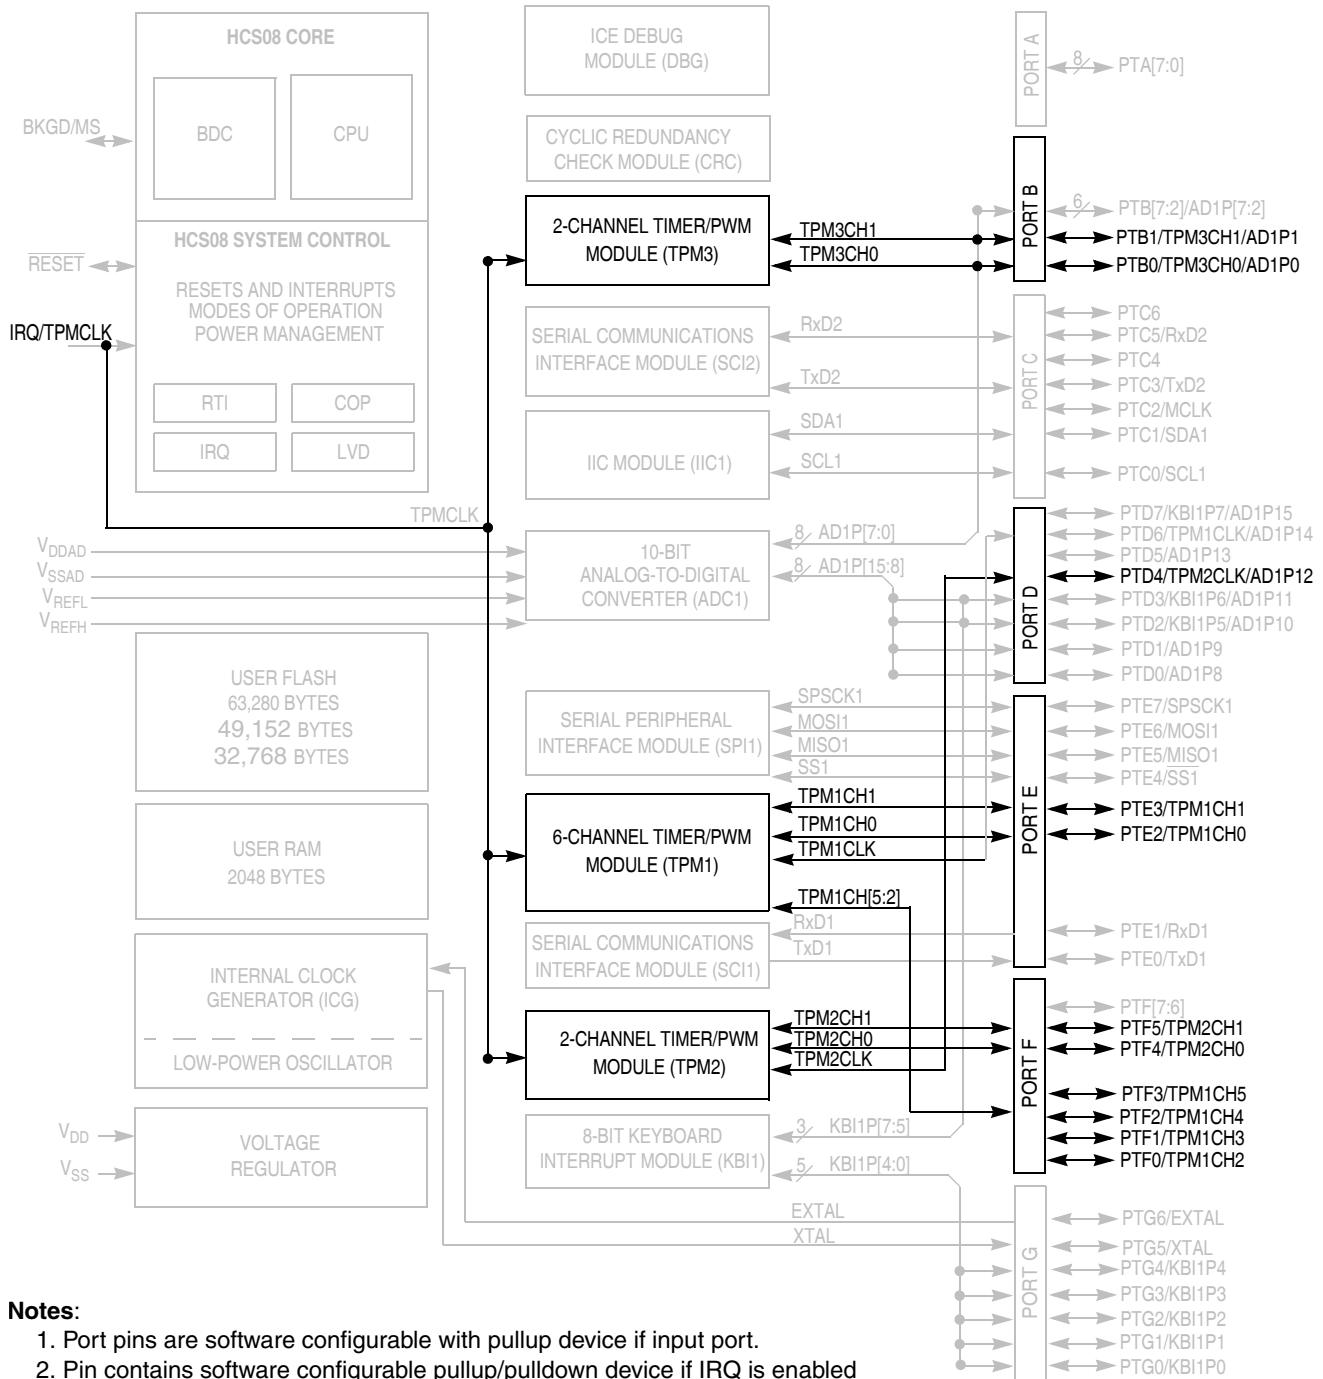 HCS08 CORE
BDC
CPU
BKGD/MS
HCS08 SYSTEM CONTROL
RESET
RESETS AND INTERRUPTS
MODES OF OPERATION
POWER MANAGEMENT
IRQ/TPMCLK
RTI
COP
IRQ
LVD
TPMCLK
VDDAD
VSSAD
VREFL
VREFH
USER FLASH
63,280 BYTES
49,152 BYTES
32,768 BYTES
USER RAM
2048 BYTES
INTERNAL CLOCK
GENERATOR (ICG)
LOW-POWER OSCILLATOR
VDD
VSS
VOLTAGE
REGULATOR
ICE DEBUG
MODULE (DBG)
CYCLIC REDUNDANCY
CHECK MODULE (CRC)
2-CHANNEL TIMER/PWM
MODULE (TPM3)
TPM3CH1
TPM3CH0
SERIAL COMMUNICATIONS
INTERFACE MODULE (SCI2)
RxD2
TxD2
IIC MODULE (IIC1)
SDA1
SCL1
10-BIT
ANALOG-TO-DIGITAL
CONVERTER (ADC1)
8 AD1P[7:0]
8 AD1P[15:8]
SERIAL PERIPHERAL
INTERFACE MODULE (SPI1)
SPSCK1
MOSI1
MISO1
SS1
6-CHANNEL TIMER/PWM
MODULE (TPM1)
TPM1CH1
TPM1CH0
TPM1CLK
TPM1CH[5:2]
SERIAL COMMUNICATIONS
INTERFACE MODULE (SCI1)
RxD1
TxD1
2-CHANNEL TIMER/PWM
MODULE (TPM2)
TPM2CH1
TPM2CH0
TPM2CLK
8-BIT KEYBOARD
INTERRUPT MODULE (KBI1)
3 KBI1P[7:5]
5 KBI1P[4:0]
EXTAL
XTAL
PORT A
8 PTA[7:0]
PORT B
6 PTB[7:2]/AD1P[7:2]
PTB1/TPM3CH1/AD1P1
PTB0/TPM3CH0/AD1P0
PORT C
PTC6
PTC5/RxD2
PTC4
PTC3/TxD2
PTC2/MCLK
PTC1/SDA1
PTC0/SCL1
PORT D
PTD7/KBI1P7/AD1P15
PTD6/TPM1CLK/AD1P14
PTD5/AD1P13
PTD4/TPM2CLK/AD1P12
PTD3/KBI1P6/AD1P11
PTD2/KBI1P5/AD1P10
PTD1/AD1P9
PTD0/AD1P8
PORT E
PTE7/SPSCK1
PTE6/MOSI1
PTE5/MISO1
PTE4/SS1
PTE3/TPM1CH1
PTE2/TPM1CH0
PTE1/RxD1
PTE0/TxD1
PORT F
PTF[7:6]
PTF5/TPM2CH1
PTF4/TPM2CH0
PTF3/TPM1CH5
PTF2/TPM1CH4
PTF1/TPM1CH3
PTF0/TPM1CH2
PORT G
PTG6/EXTAL
PTG5/XTAL
PTG4/KBI1P4
PTG3/KBI1P3
PTG2/KBI1P2
PTG1/KBI1P1
PTG0/KBI1P0
Notes:
1. Port pins are software configurable with pullup device if input port.
2. Pin contains software configurable pullup/pulldown device if IRQ is enabled